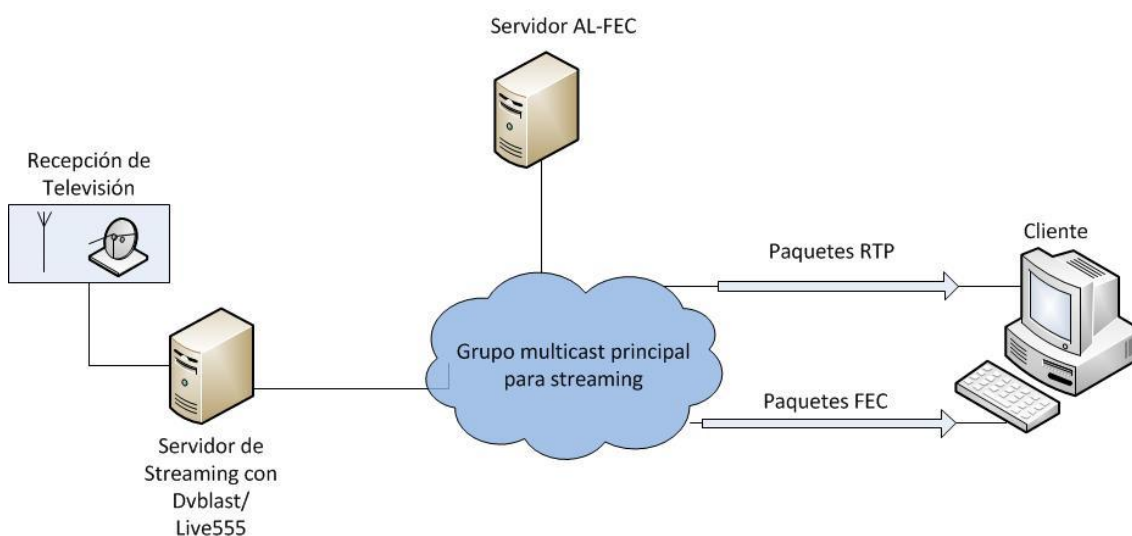 Servidor AL-FEC
Recepción de
Televisión
Cliente
Paquetes RTP
Grupo multicast principal
para streaming
Paquetes FEC
Servidor de
Streaming con
Dvblast/
Live555